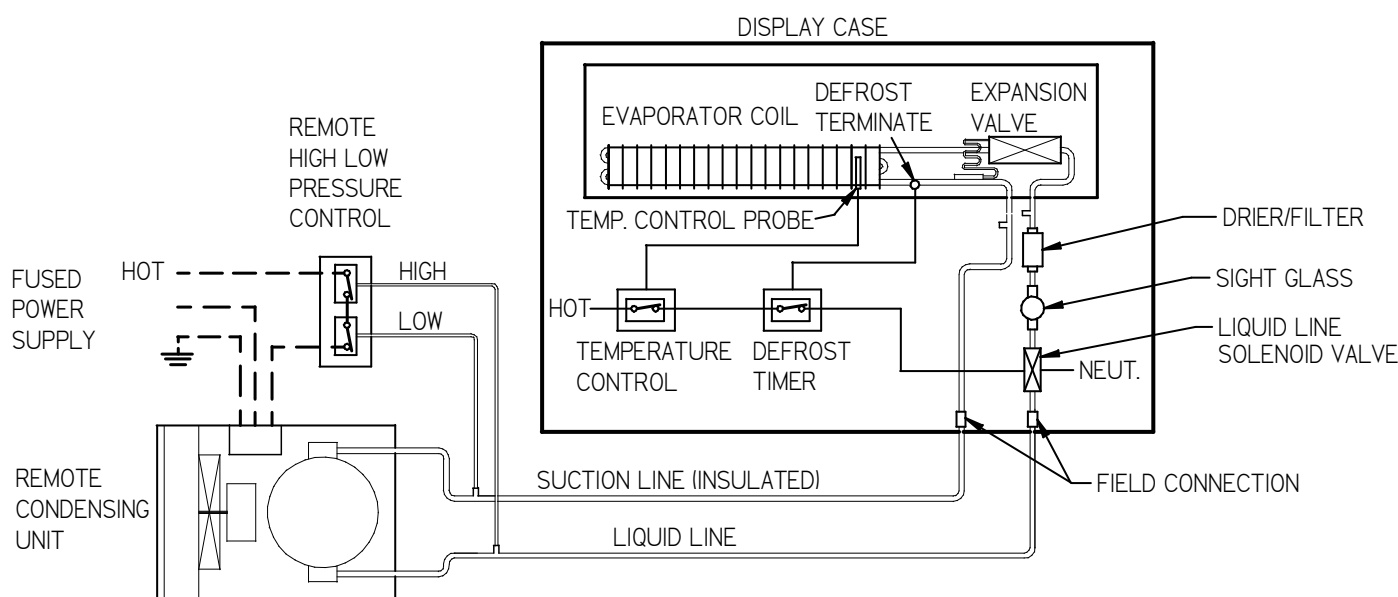 DISPLAY CASE
EVAPORATOR COIL
DEFROST
TERMINATE
EXPANSION
VALVE
REMOTE
HIGH LOW
PRESSURE
CONTROL
TEMP. CONTROL PROBE
DRIER/FILTER
FUSED
POWER
SUPPLY
HOT
HIGH
LOW
SIGHT GLASS
HOT
LIQUID LINE
SOLENOID VALVE
TEMPERATURE
CONTROL
DEFROST
TIMER
NEUT.
REMOTE
CONDENSING
UNIT
SUCTION LINE (INSULATED)
FIELD CONNECTION
LIQUID LINE